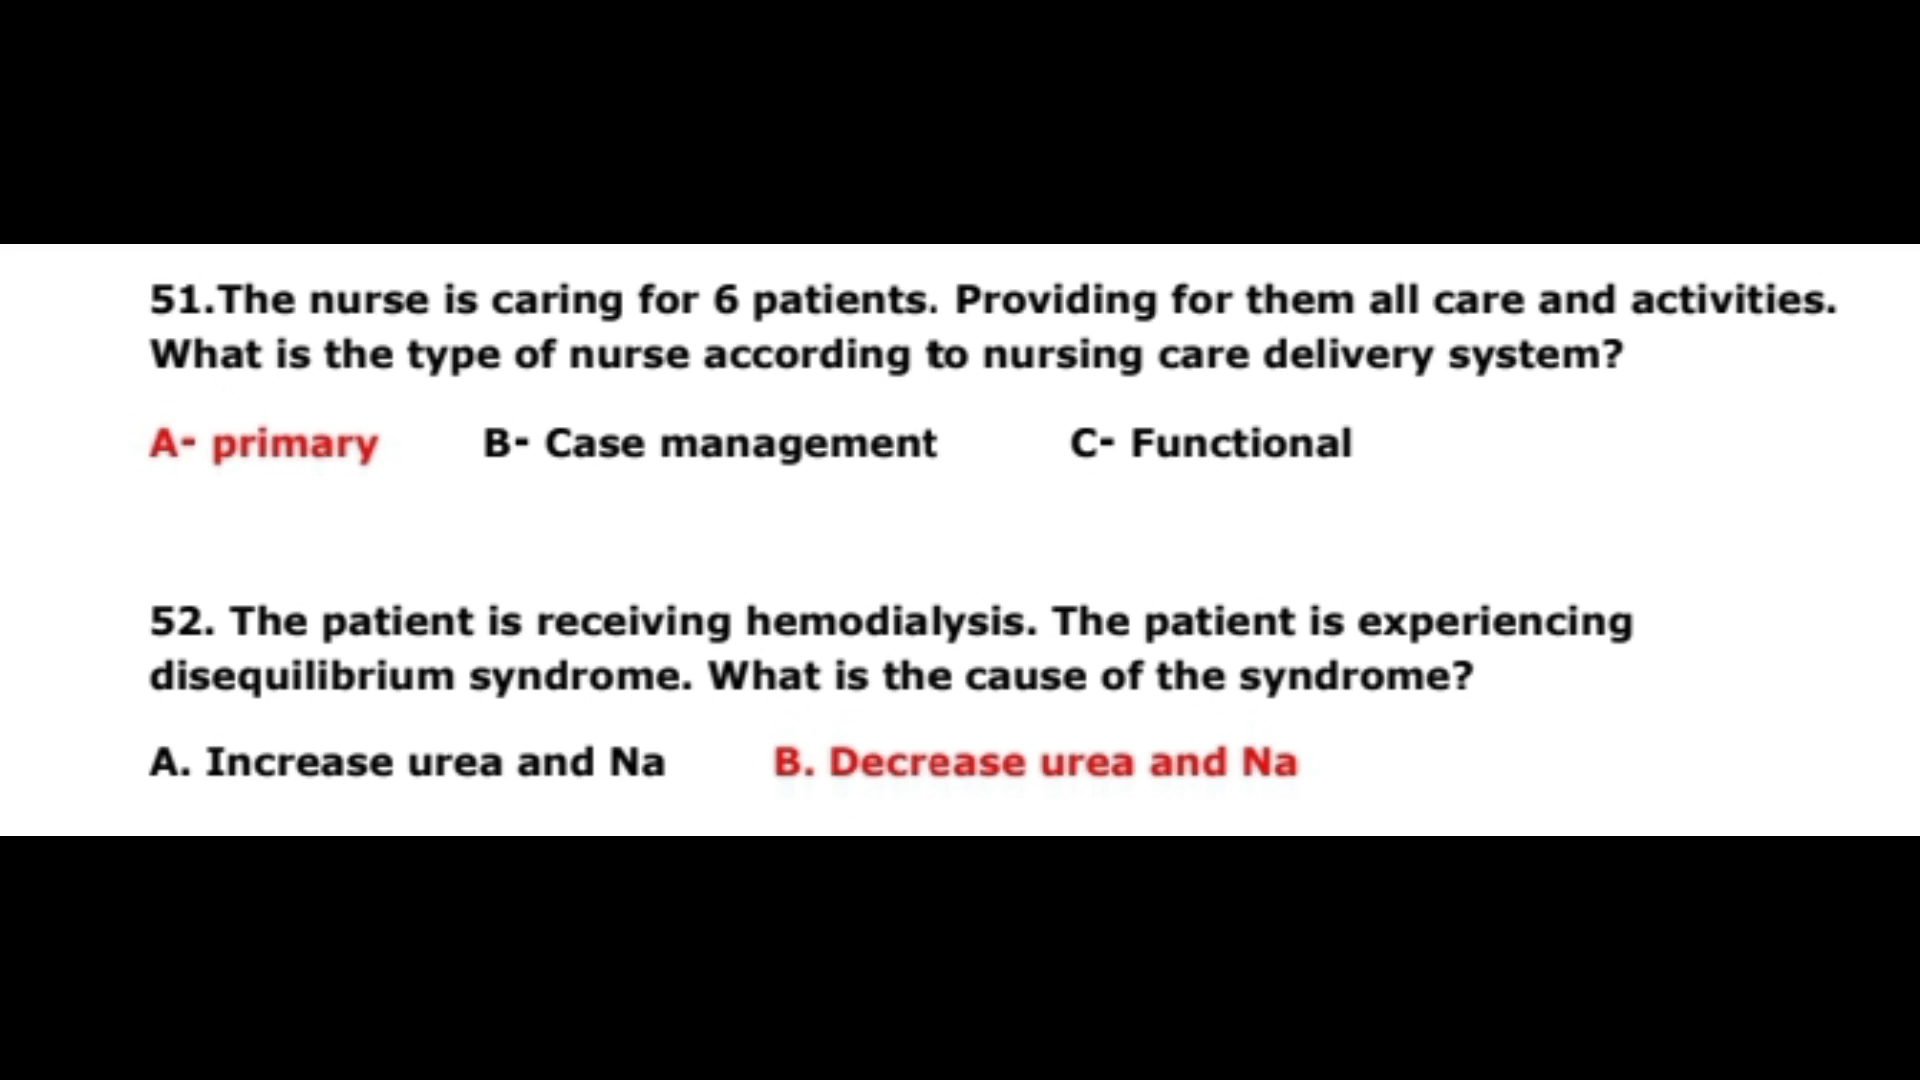 51.The nurse is caring for 6 patients. Providing for them all care and activities.
What is the type of nurse according to nursing care delivery system?
A- primary B- Case management C- Functional
52. The patient is receiving hemodialysis. The patient is experiencing
disequilibrium syndrome. What is the cause of the syndrome?
A. Increase urea and Na B. Decrease urea and Na